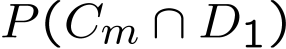 P(C_m ∩ D_1)